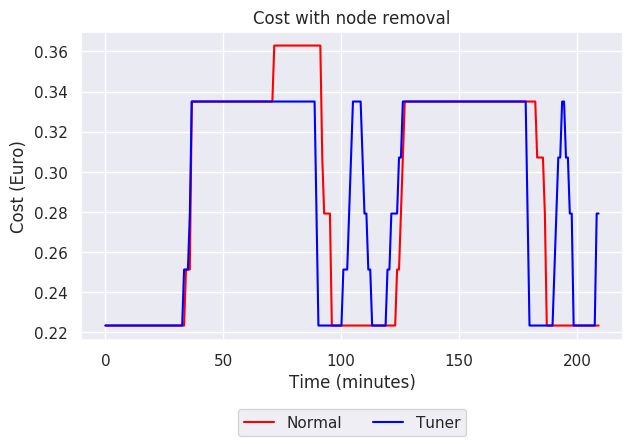 Cost with node removal
Cost (Euro)
0.36
0.34
0.32
0.30
0.28
0.26
0.24
0.22
0 50 100 150 200
Time (minutes)
Normal Tuner